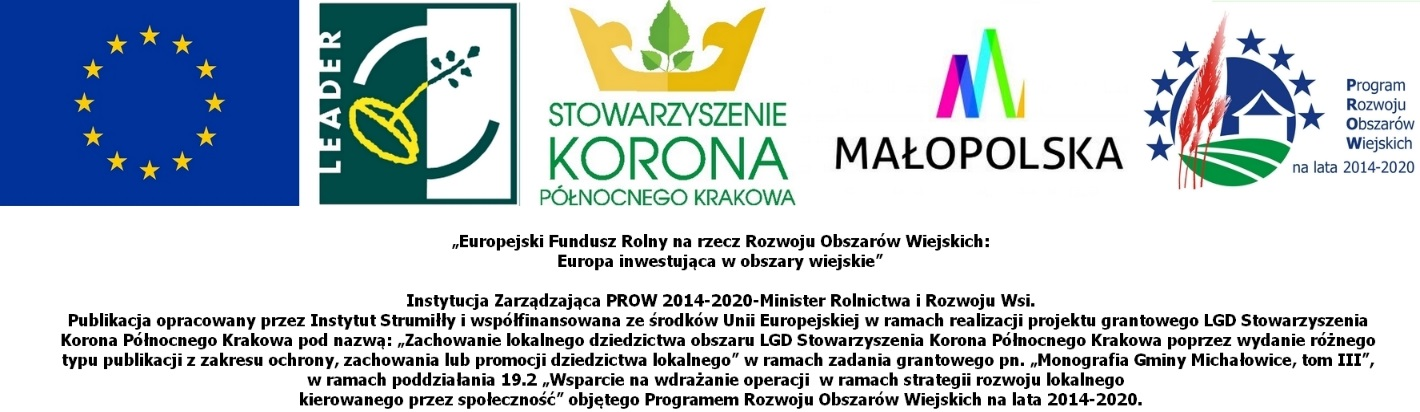 LEADER
STOWARZYSZENIE
KORONA
PÓŁNOCNEGO KRAKOWA
MAŁOPOLSKA
Program
Rozwoju
Obszarów
Wiejskich
na lata 2014-2020
„Europejski Fundusz Rolny na rzecz Rozwoju Obszarów Wiejskich:
Europa inwestująca w obszary wiejskie”
Instytucja Zarządzająca PROW 2014-2020-Minister Rolnictwa i Rozwoju Wsi.
Publikacja opracowany przez Instytut Strumiłły i współfinansowana ze środków Unii Europejskiej w ramach realizacji projektu grantowego LGD Stowarzyszenia
Korona Północnego Krakowa pod nazwą: „Zachowanie lokalnego dziedzictwa obszaru LGD Stowarzyszenia Korona Północnego Krakowa poprzez wydanie różnego
typu publikacji z zakresu ochrony, zachowania lub promocji dziedzictwa lokalnego” w ramach zadania grantowego pn. „Monografia Gminy Michałowice, tom III”,
w ramach poddziałania 19.2 „Wsparcie na wdrażanie operacji w ramach strategii rozwoju lokalnego
kierowanego przez społeczność” objętego Programem Rozwoju Obszarów Wiejskich na lata 2014-2020.